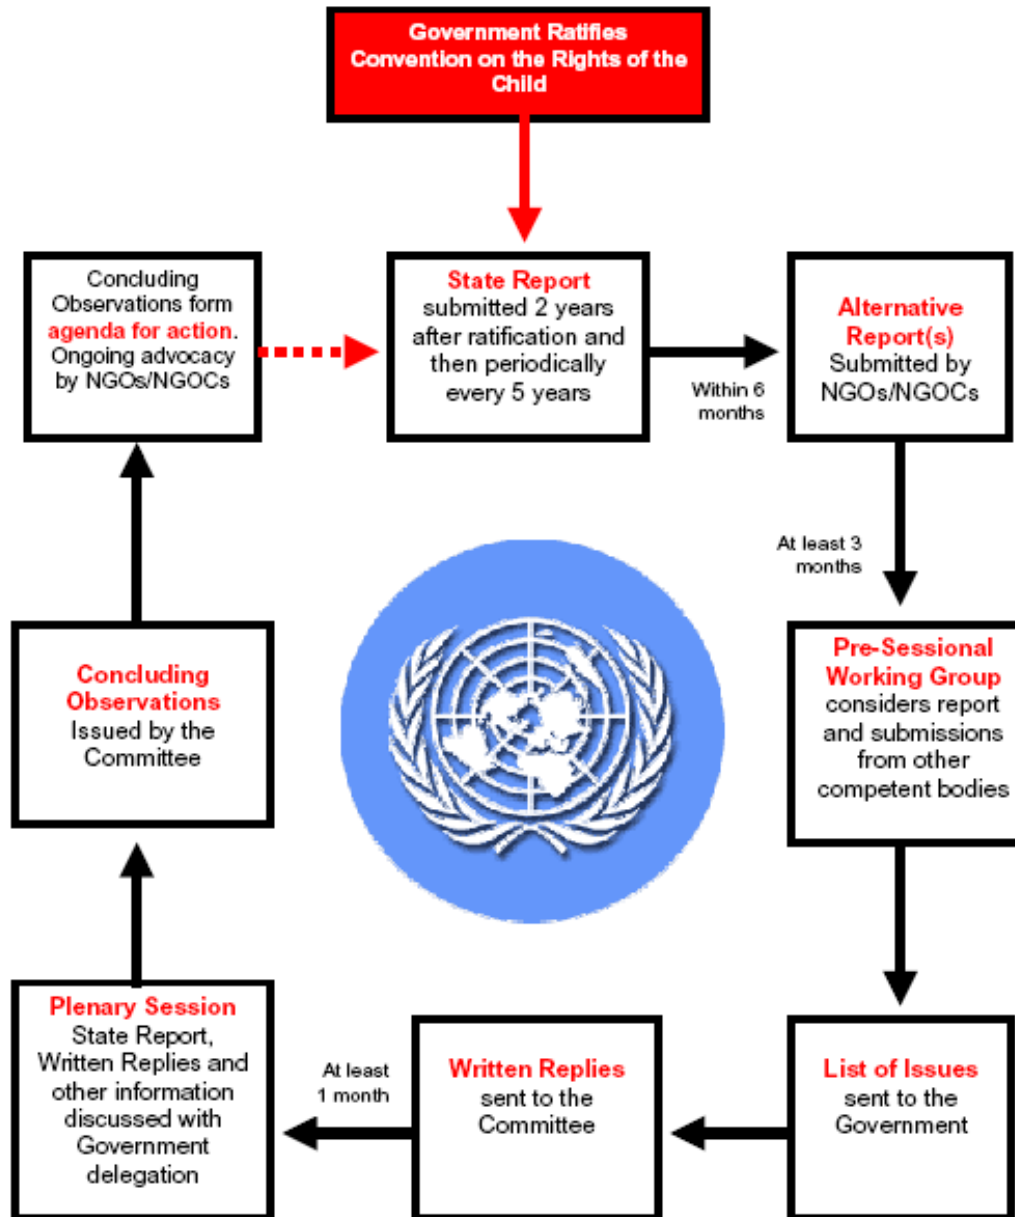 Government Ratifies
Convention on the Rights of the
Child
Concluding
Observations form
agenda for action.
Ongoing advocacy
by NGOs/NGOCs
State Report
submitted 2 years
after ratification and
then periodically
every 5 years
Within 6
months
Alternative
Report(s)
Submitted by
NGOs/NGOCs
At least 3
months
Concluding
Observations
Issued by the
Committee
Pre-Sessional
Working Group
considers report
and submissions
from other
competent bodies
Plenary Session
State Report,
Written Replies and
other information
discussed with
Government
delegation
At least
1 month
Written Replies
sent to the
Committee
List of Issues
sent to the
Government